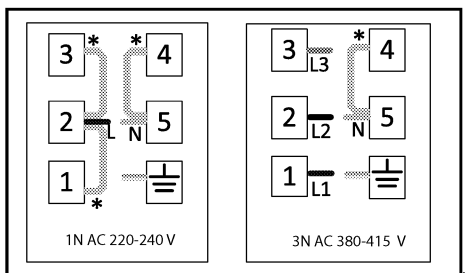 3 * * 4
2 L N 5
1 *
1N AC 220-240 V
3 L3 * 4
2 L2 N 5
1 L1
3N AC 380-415 V